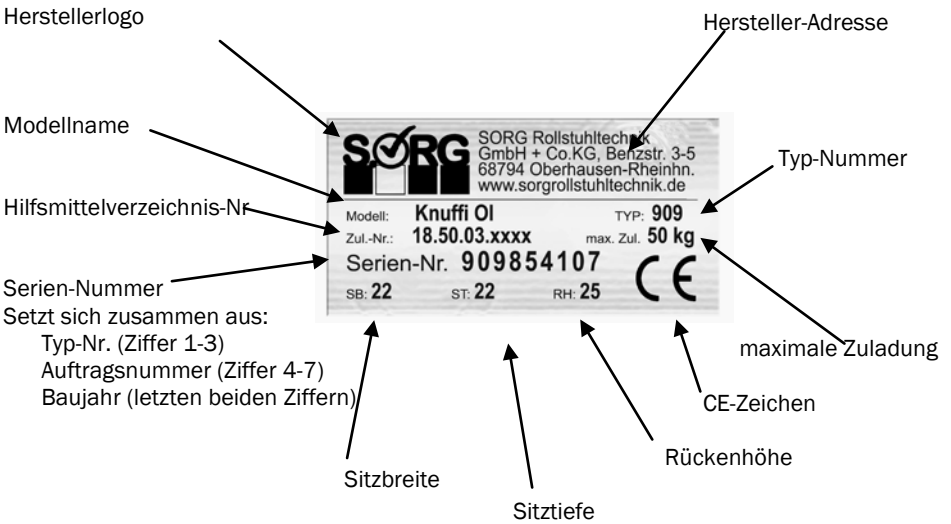 Herstellerlogo
Hersteller-Adresse
Modellname
Typ-Nummer
Hilfsmittelverzeichnis-Nr
Serien-Nummer
Setzt sich zusammen aus:
Typ-Nr. (Ziffer 1-3)
Auftragsnummer (Ziffer 4-7)
Baujahr (letzten beiden Ziffern)
SORG
SORG Rollstuhltechnik
GmbH + Co.KG, Benzstr. 3-5
68794 Oberhausen-Rheinhn.
www.sorgrollstuhltechnik.de
Modell: Knuffi Ol TYP: 909
Zul.-Nr.: 18.50.03.xxxx max. Zul. 50 kg
Serien-Nr. 909854107
SB: 22 ST: 22 RH: 25 CE
maximale Zuladung
CE-Zeichen
Rückenhöhe
Sitzbreite
Sitztiefe